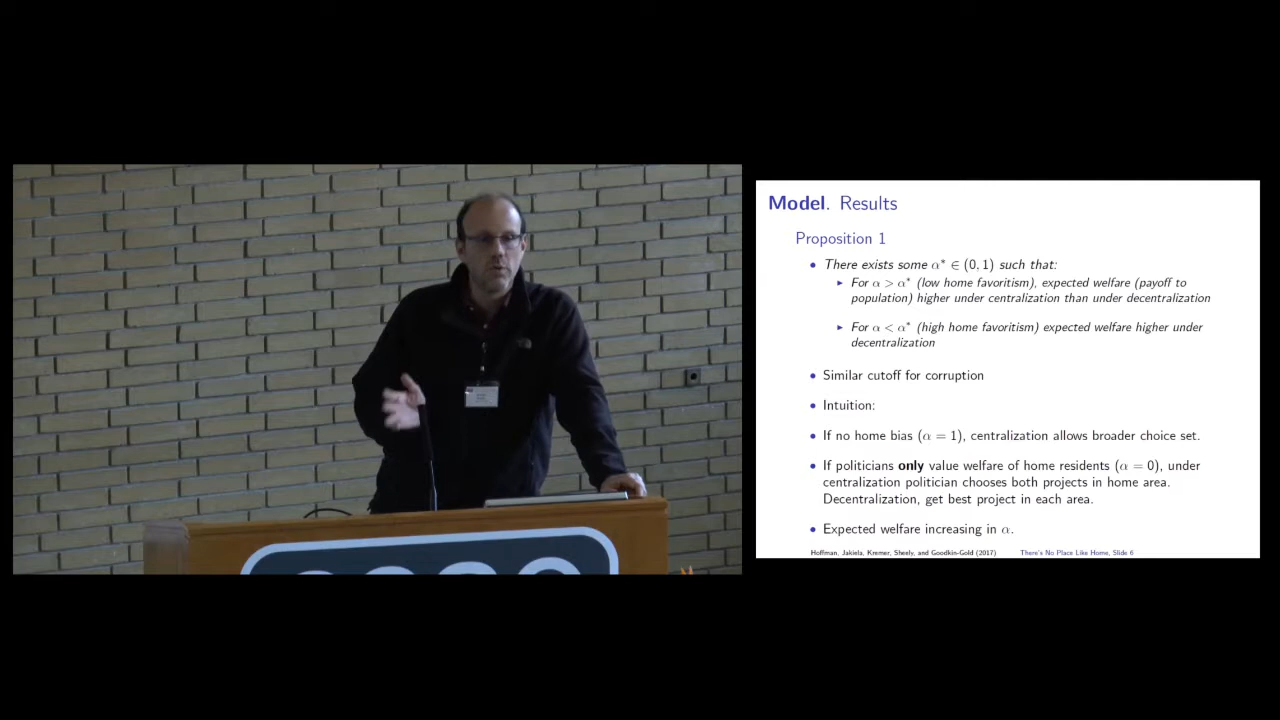 Model. Results
Proposition 1
• There exists some α* ∈ (0, 1) such that:
▶ For α > α* (low home favoritism), expected welfare (payoff to
population) higher under centralization than under decentralization
▶ For α < α* (high home favoritism) expected welfare higher under
decentralization
• Similar cutoff for corruption
• Intuition:
• If no home bias (α = 1), centralization allows broader choice set.
• If politicians only value welfare of home residents (α = 0), under
centralization politician chooses both projects in home area.
Decentralization, get best project in each area.
• Expected welfare increasing in α.
Hoffman, Jakiela, Kremer, Sheely, and Goodkin-Gold (2017) There's No Place Like Home, Slide 6